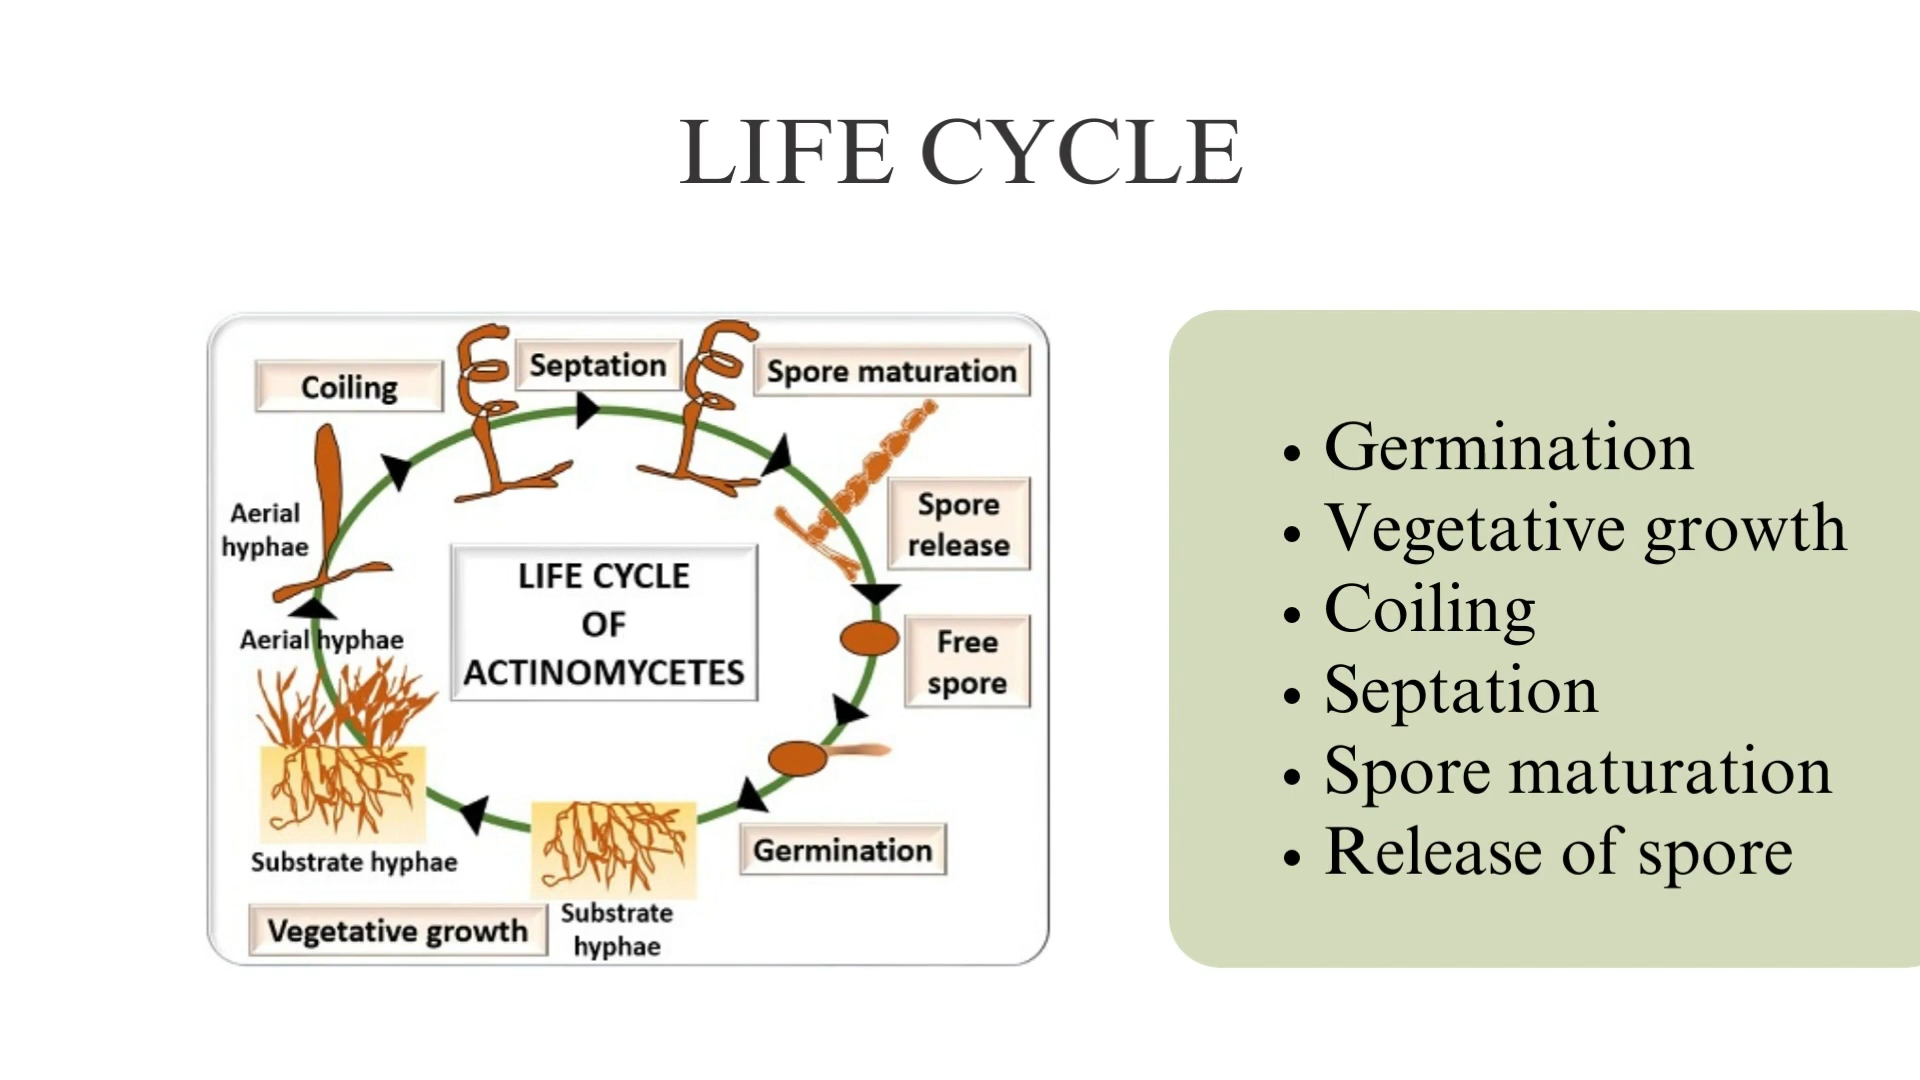 LIFE CYCLE
Coiling
Septation
Spore maturation
Aerial
hyphae
Spore
release
LIFE CYCLE
OF
ACTINOMYCETES
Aerial hyphae
Free
spore
Substrate hyphae
Germination
Vegetative growth
Substrate
hyphae
• Germination
• Vegetative growth
• Coiling
• Septation
• Spore maturation
• Release of spore